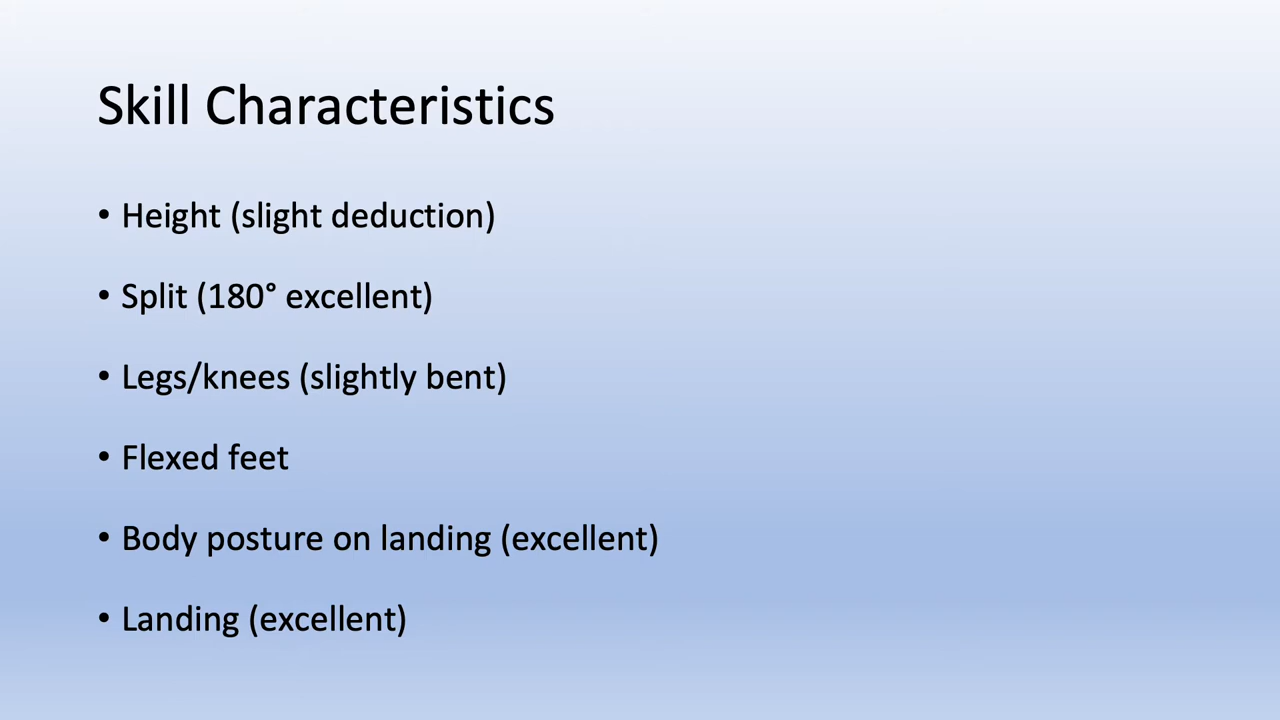 Skill Characteristics
• Height (slight deduction)
• Split (180° excellent)
• Legs/knees (slightly bent)
• Flexed feet
• Body posture on landing (excellent)
• Landing (excellent)